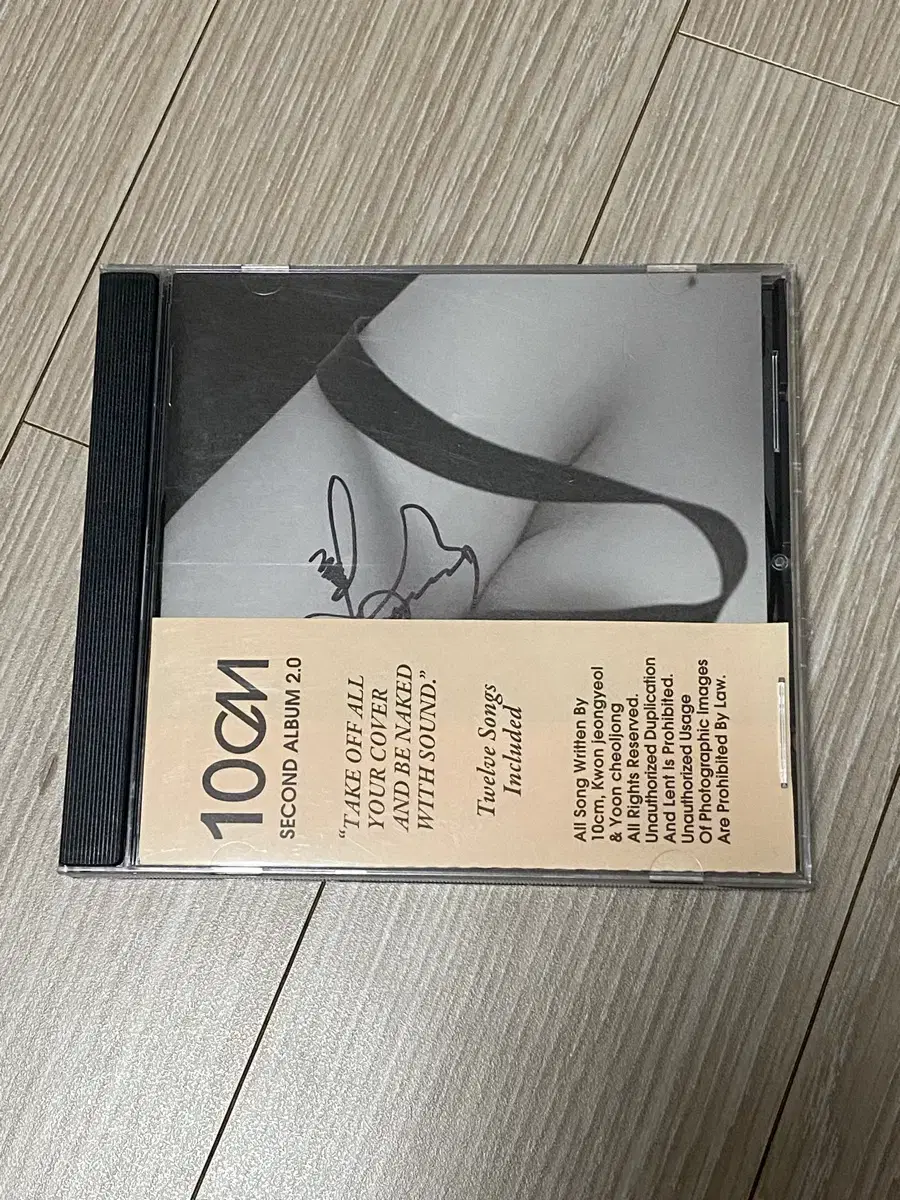 10CM
SECOND ALBUM 2.0
“TAKE OFF ALL
YOUR COVER
AND BE NAKED
WITH SOUND.”
Twelve Songs
Included
All Song Written By
10cm, Kwon Jeongyeol
& Yoon cheoljong
All Rights Reserved.
Unauthorized Duplication
And Lent Is Prohibited.
Unauthorized Usage
Of Photographic Images
Are Prohibited By Law.